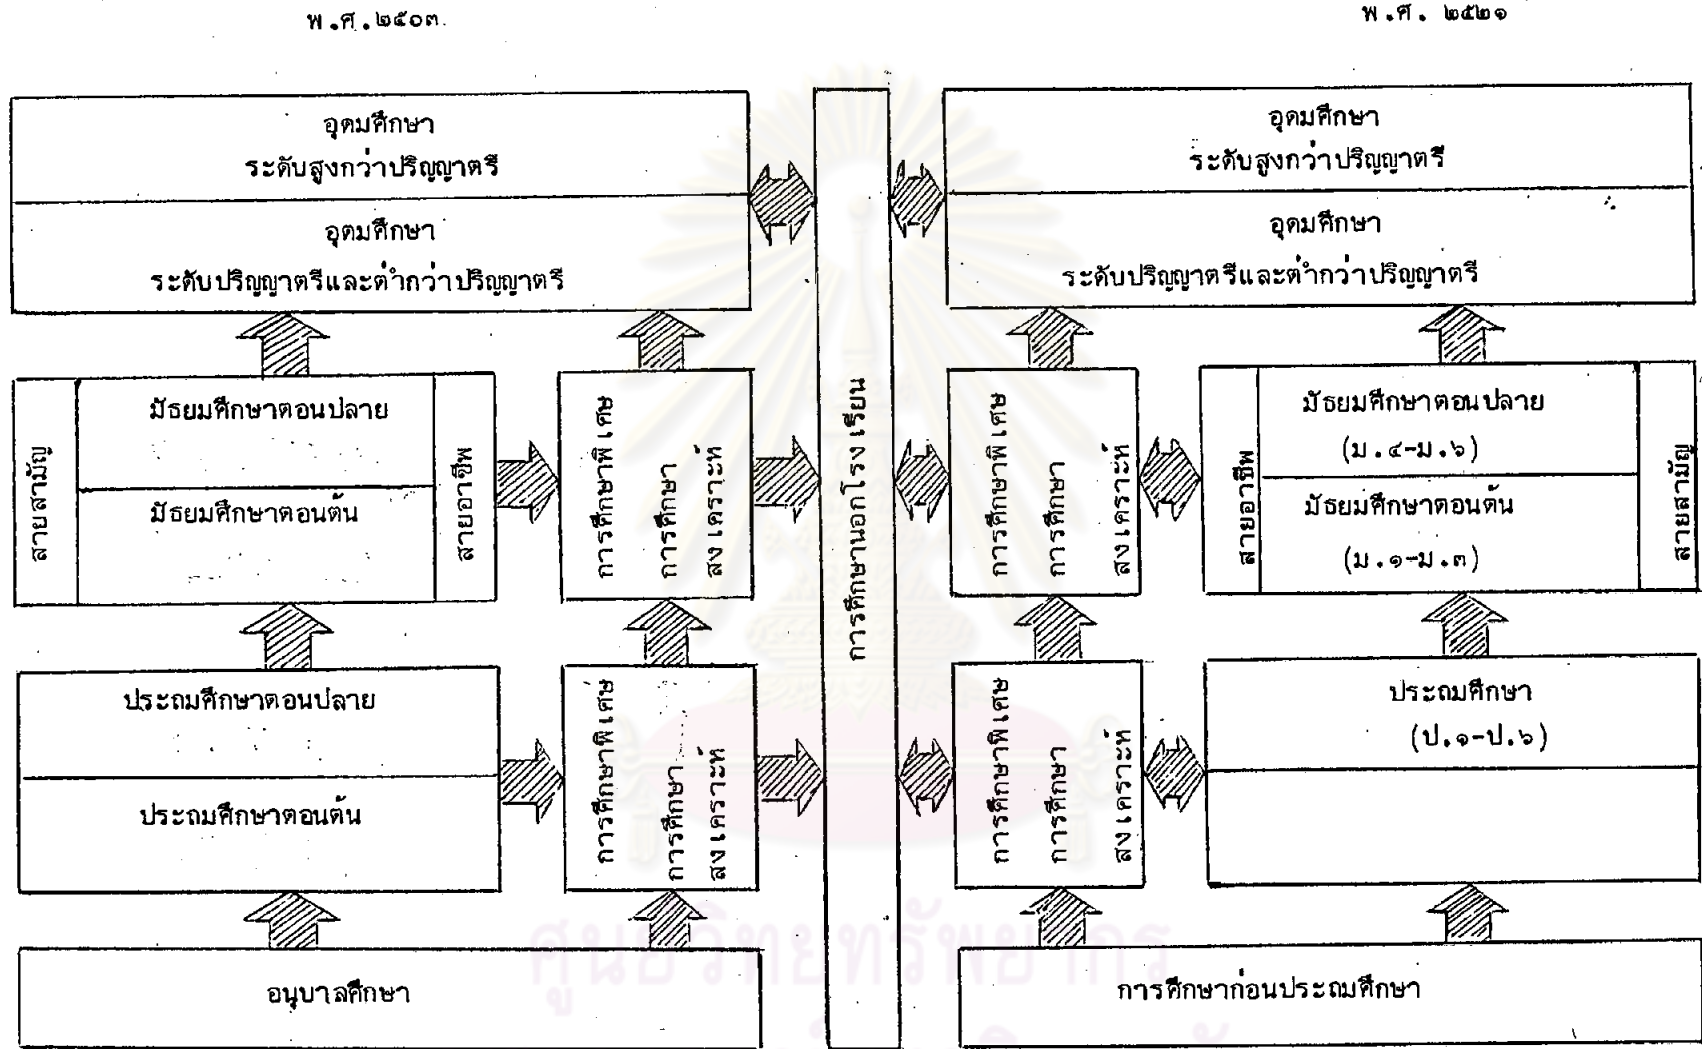 พ.ศ.๒๕๐๓.
พ.ศ. ๒๕๒๑
อุดมศึกษา
ระดับสูงกว่าปริญญาตรี
อุดมศึกษา
ระดับปริญญาตรีและต่ำกว่าปริญญาตรี
สายสามัญ
มัธยมศึกษาตอนปลาย
มัธยมศึกษาตอนต้น
สายอาชีพ
การศึกษาพิเศษ
การศึกษา
สงเคราะห์
ประถมศึกษาตอนปลาย
ประถมศึกษาตอนต้น
การศึกษาพิเศษ
การศึกษา
สงเคราะห์
อนุบาลศึกษา
การศึกษานอกโรงเรียน
อุดมศึกษา
ระดับสูงกว่าปริญญาตรี
อุดมศึกษา
ระดับปริญญาตรีและต่ำกว่าปริญญาตรี
การศึกษาพิเศษ
การศึกษา
สงเคราะห์
สายอาชีพ
มัธยมศึกษาตอนปลาย
(ม.๔-ม.๖)
มัธยมศึกษาตอนต้น
(ม.๑-ม.๓)
สายสามัญ
การศึกษาพิเศษ
การศึกษา
สงเคราะห์
ประถมศึกษา
(ป.๑-ป.๖)
การศึกษาก่อนประถมศึกษา
ศูนย์วิทยทรัพยากร